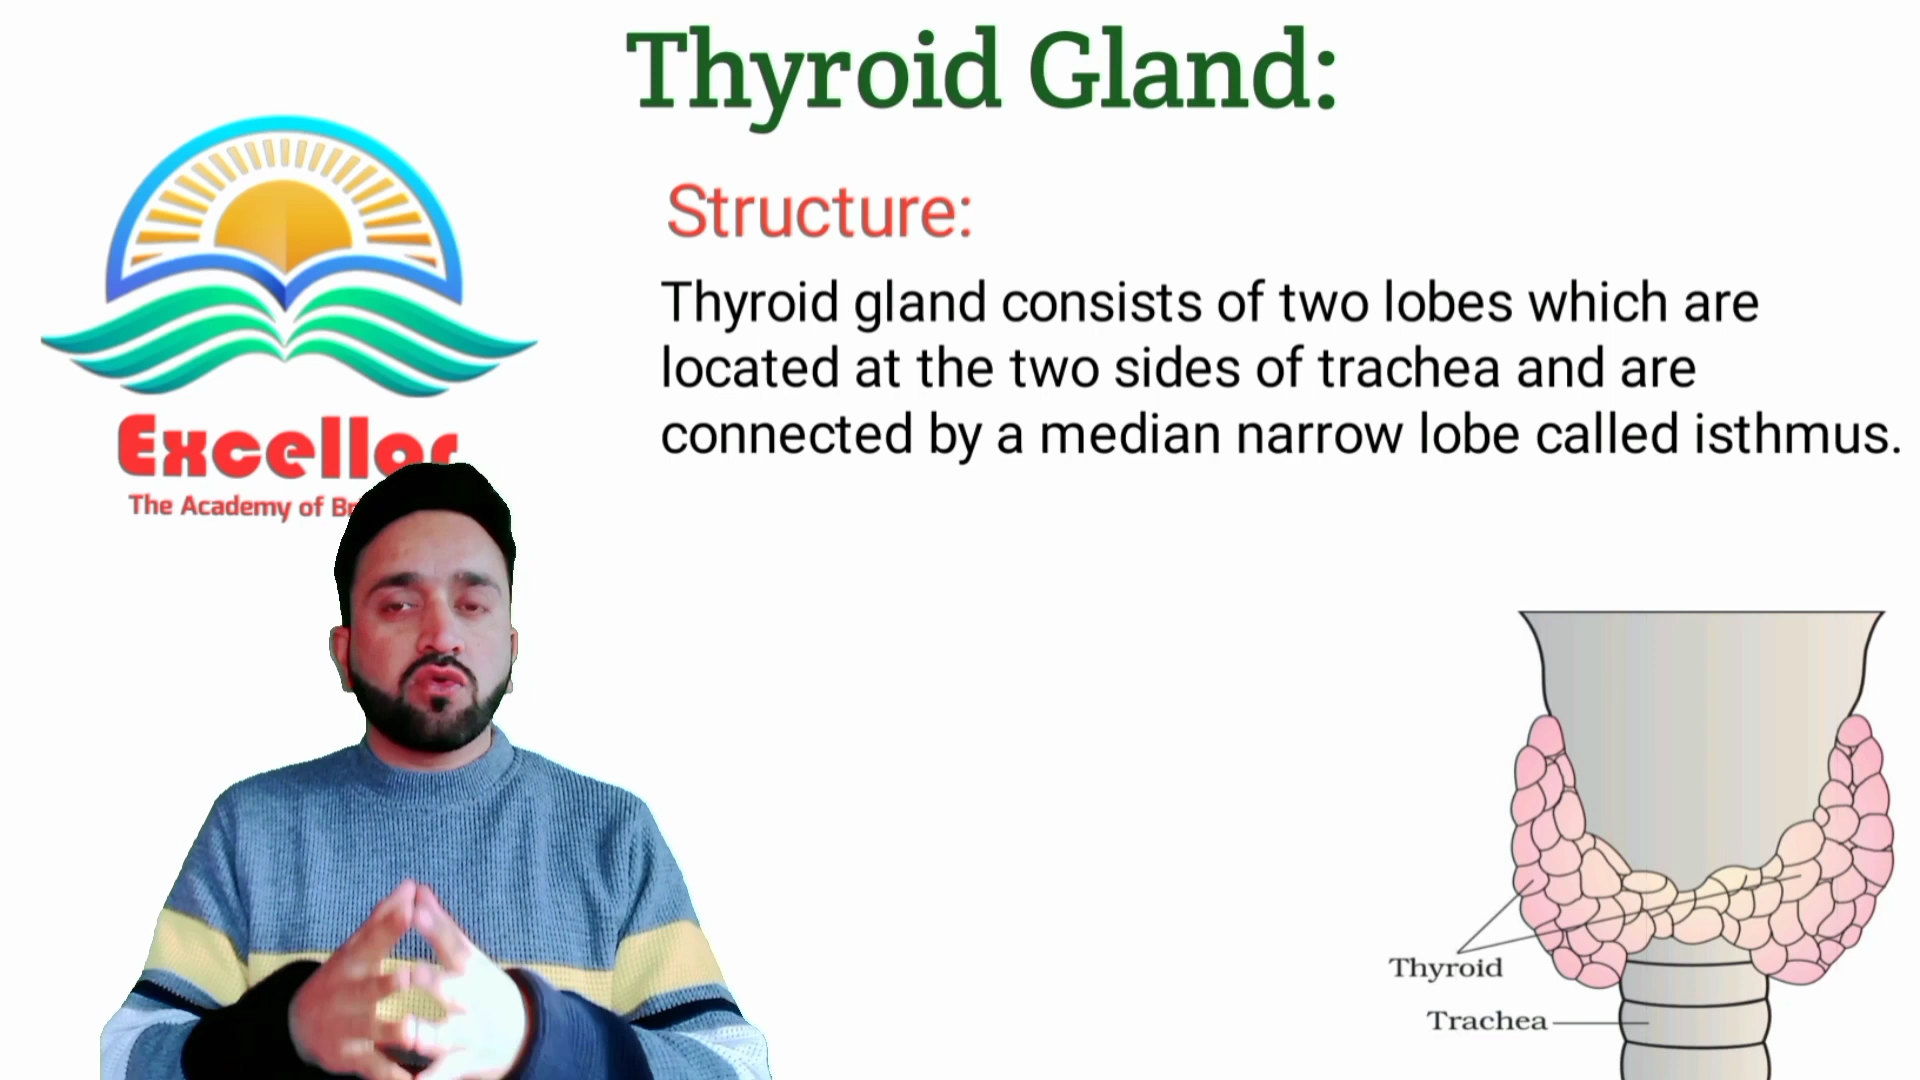 Thyroid Gland:
Structure:
Thyroid gland consists of two lobes which are
located at the two sides of trachea and are
connected by a median narrow lobe called isthmus.
Excellor
The Academy of
Thyroid
Trachea